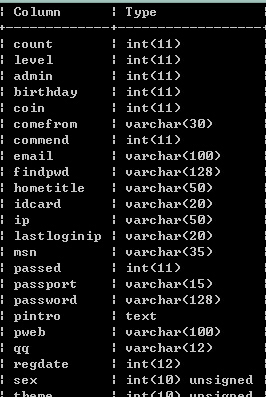 Column | Type
count | int(11)
level | int(11)
admin | int(11)
birthday | int(11)
coin | int(11)
comefrom | varchar(30)
commend | int(11)
email | varchar(100)
findpwd | varchar(128)
hometitle | varchar(50)
idcard | varchar(20)
ip | varchar(50)
lastloginip | varchar(20)
msn | varchar(35)
passed | int(11)
passport | varchar(15)
password | varchar(128)
pintro | text
pweb | varchar(100)
qq | varchar(12)
regdate | int(12)
sex | int(10) unsigned
theme | int(10) unsigned